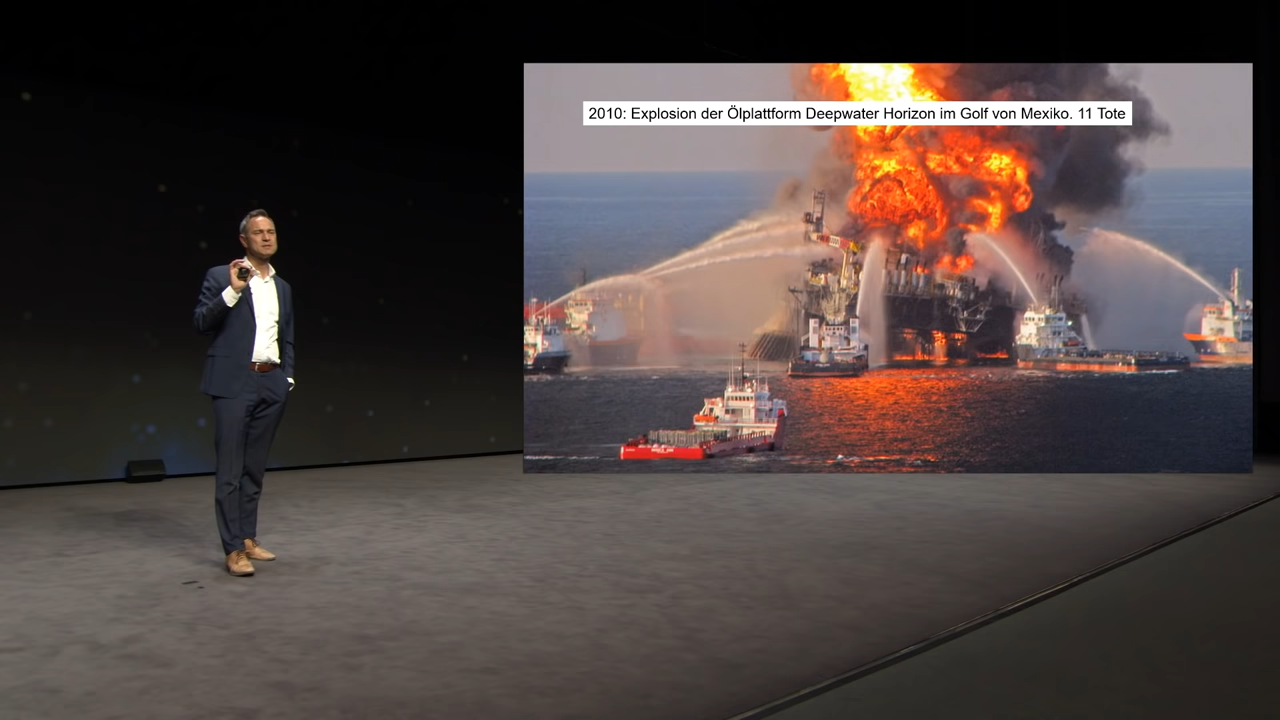 2010: Explosion der Ölplattform Deepwater Horizon im Golf von Mexiko. 11 Tote